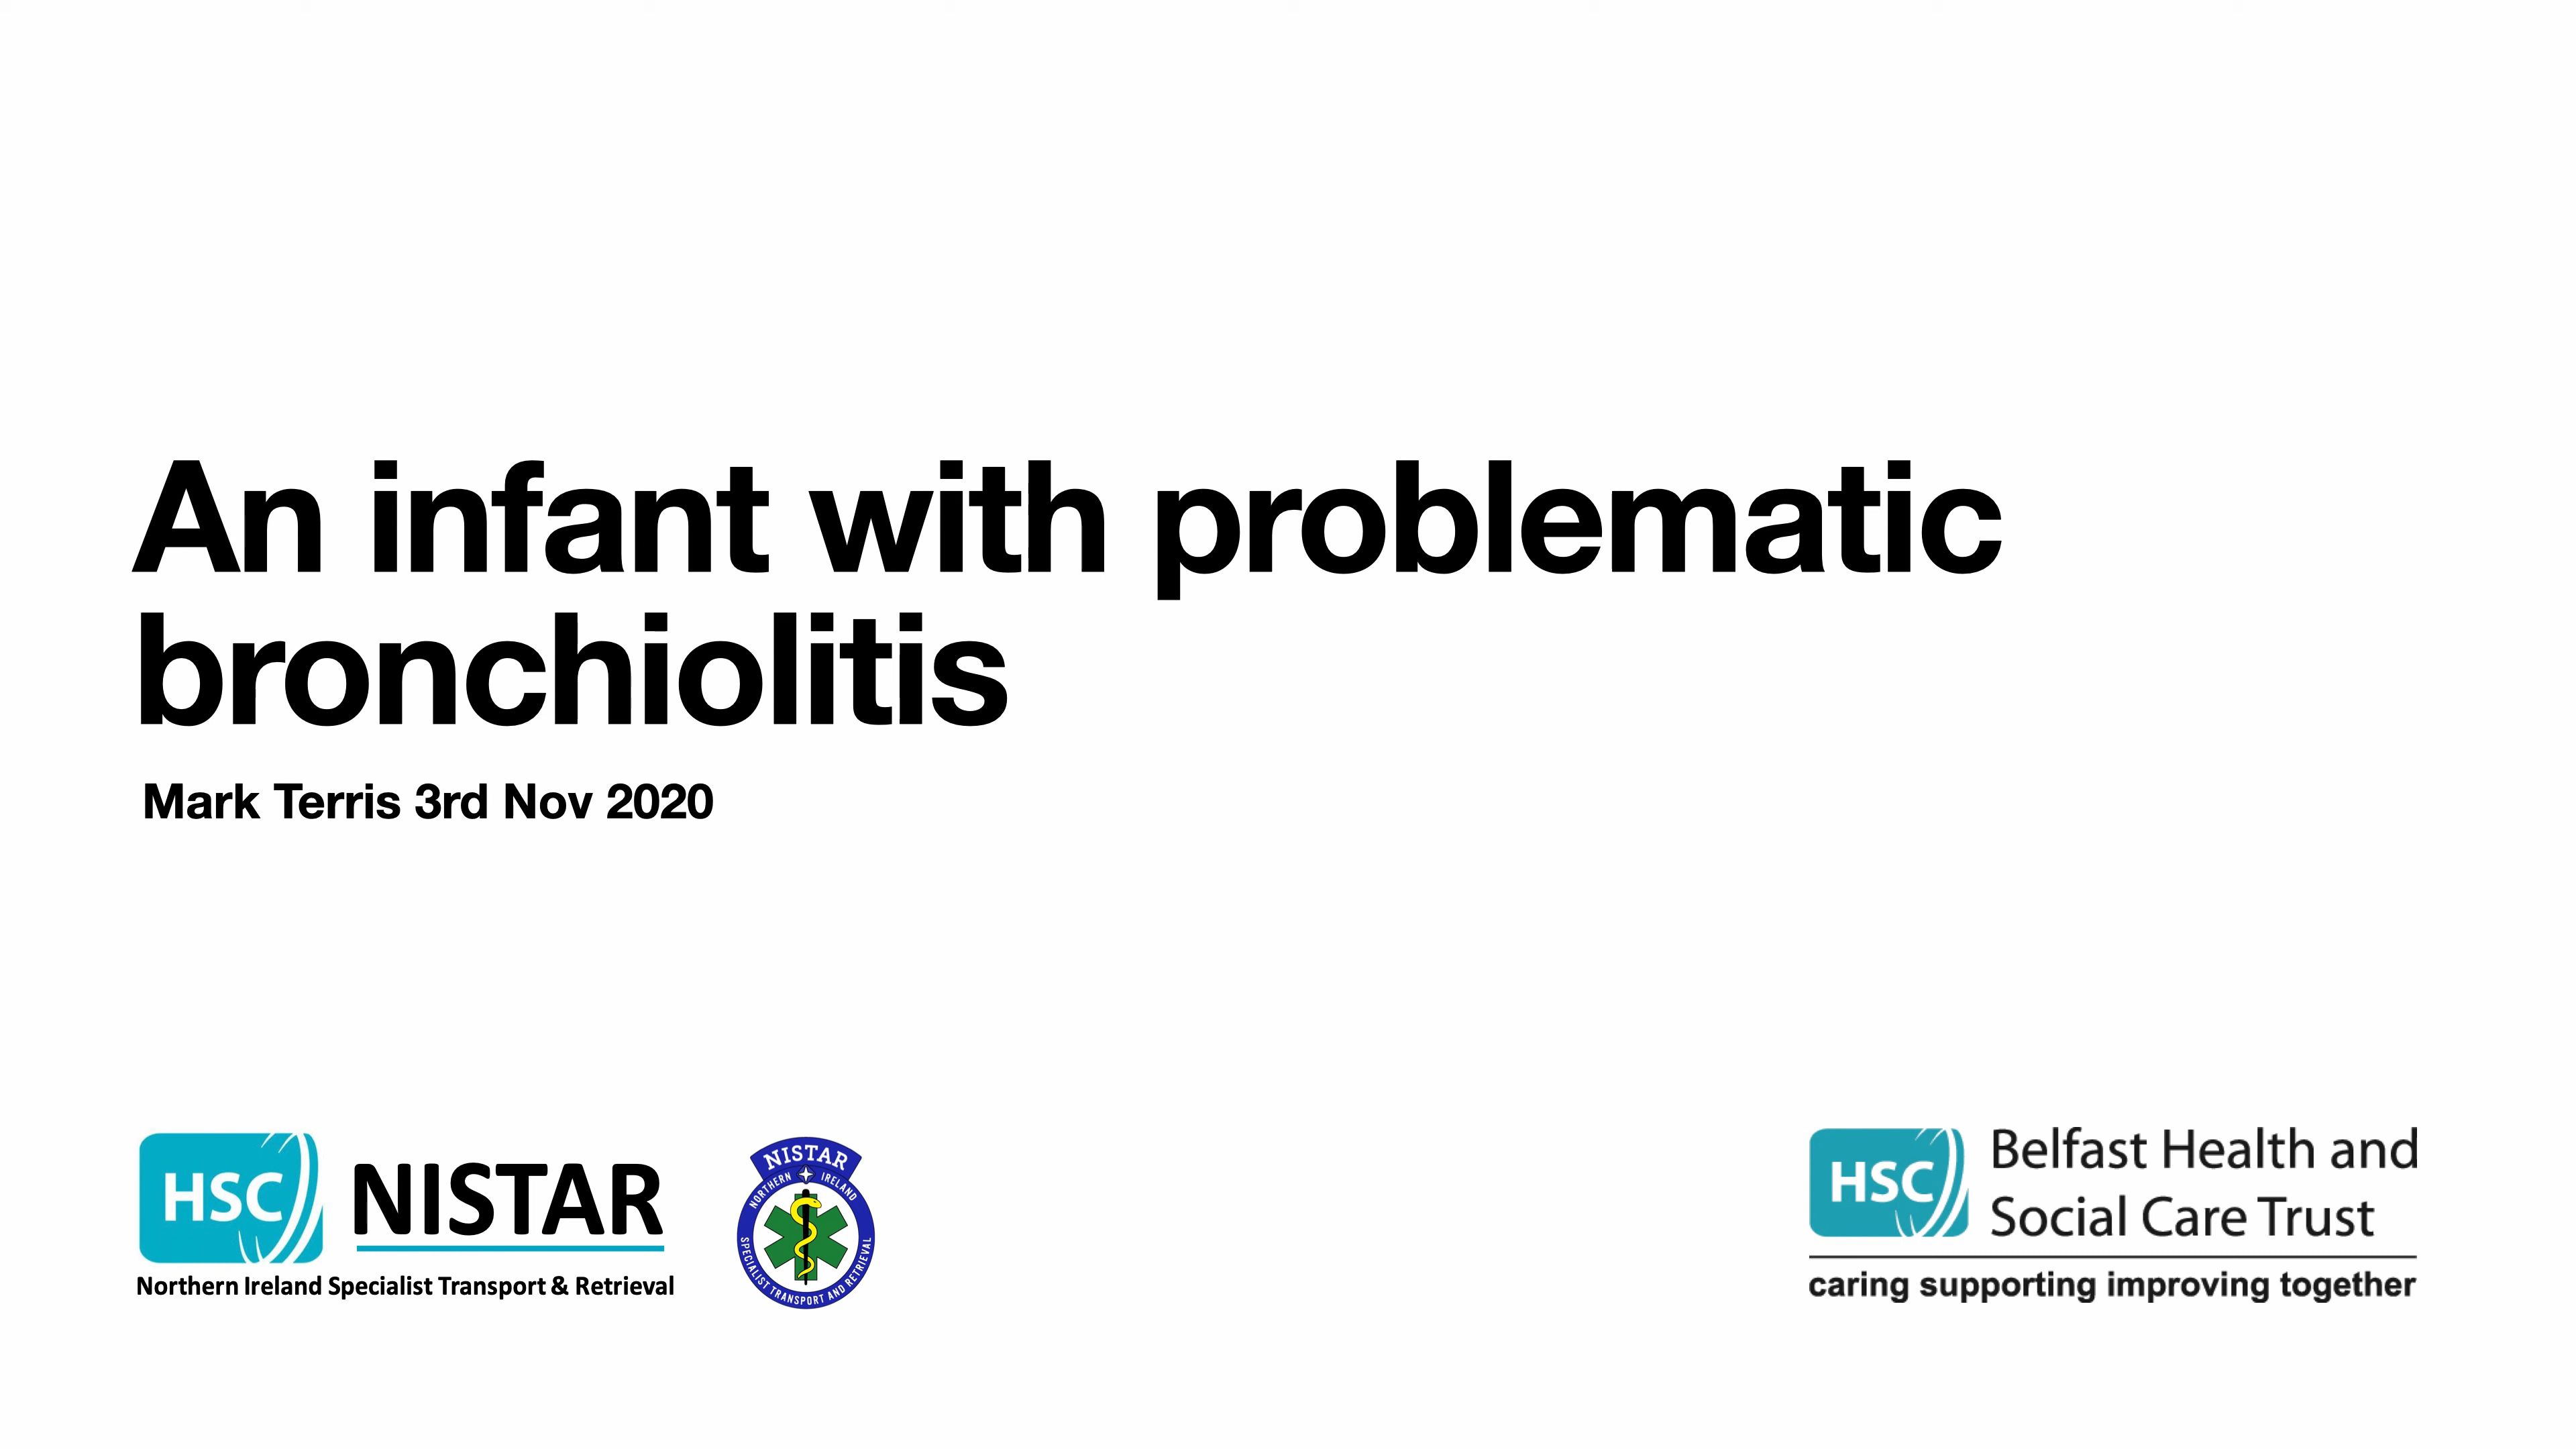 An infant with problematic
bronchiolitis
Mark Terris 3rd Nov 2020
HSC NISTAR
Northern Ireland Specialist Transport & Retrieval
NISTAR
NORTHERN IRELAND
SPECIALIST TRANSPORT AND RETRIEVAL
HSC Belfast Health and
Social Care Trust
caring supporting improving together